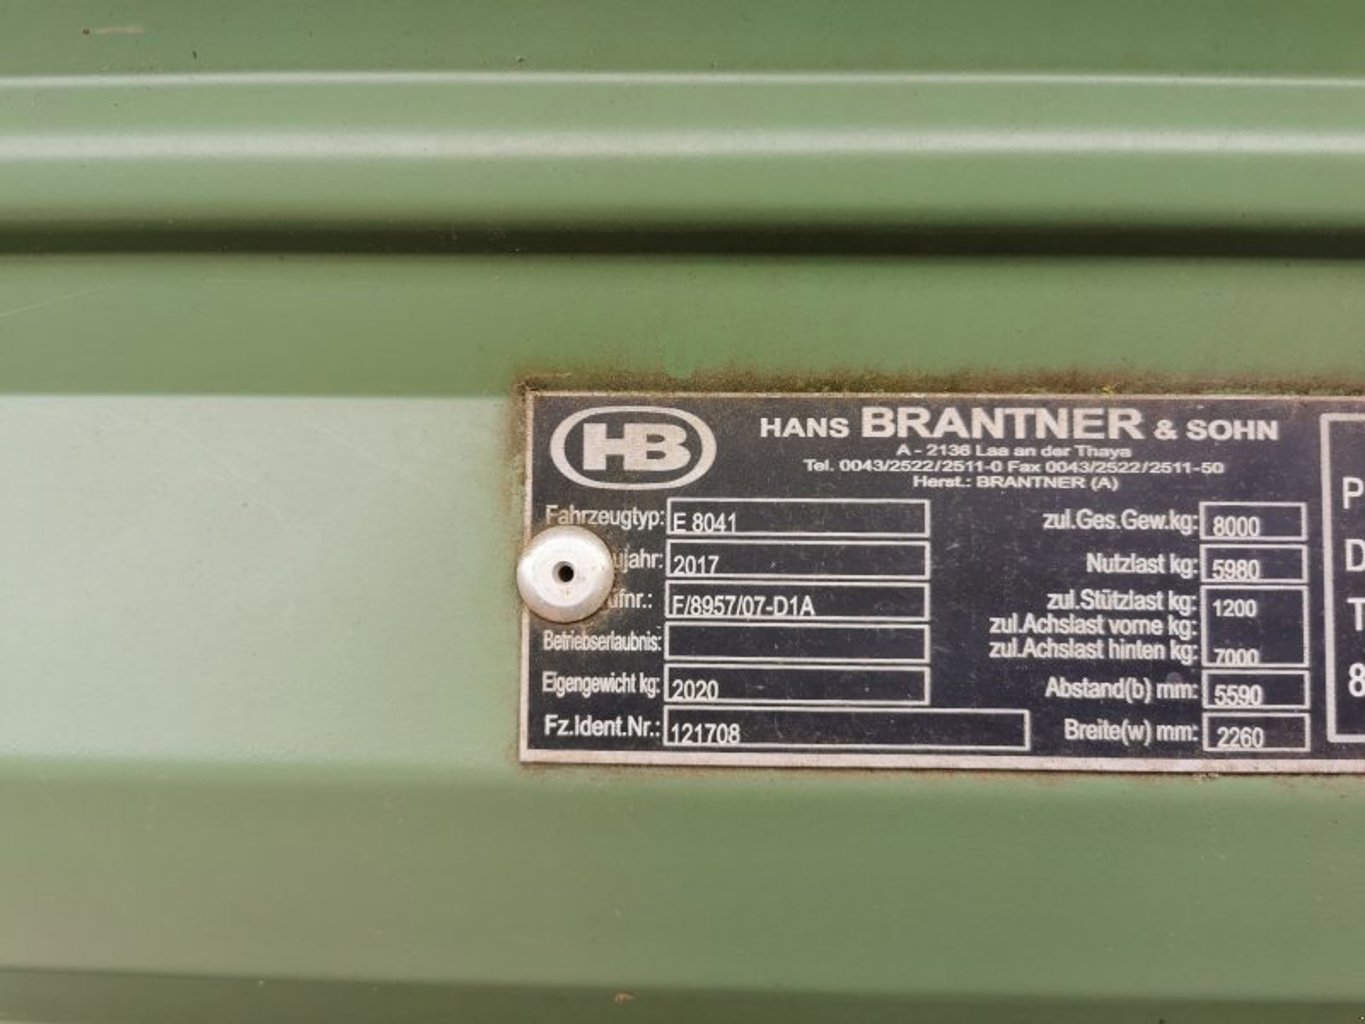 HB
HANS BRANTNER & SOHN
A - 2136 Laa an der Thaya
Tel. 0043/2522/2511-0 Fax 0043/2522/2511-50
Herst.: BRANTNER (A)
Fahrzeugtyp: E 8041
ujahr: 2017
ufnr.: F/8957/07-D1A
Betriebserlaubnis:
Eigengewicht kg: 2020
Fz.Ident.Nr.: 121708
zul.Ges.Gew.kg: 8000
Nutzlast kg: 5980
zul.Stützlast kg: 1200
zul.Achslast vorne kg:
zul.Achslast hinten kg: 7000
Abstand(b) mm: 5590
Breite(w) mm: 2260
P
D
T
8